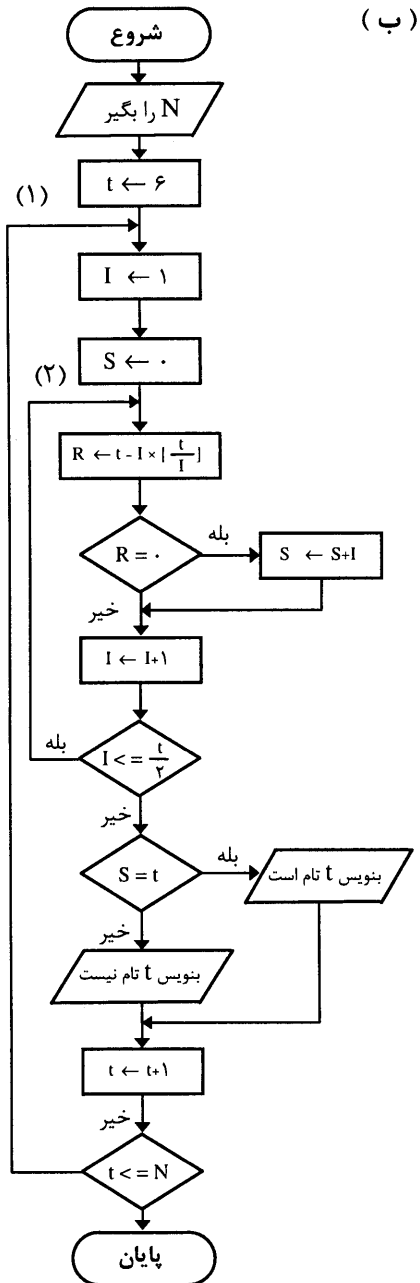 ( ب )
شروع
N را بگیر
t ← ۶
(۱)
I ← ۱
S ← ۰
(۲)
R ← t - I × [t/I]
R = ۰
بله
S ← S+I
خیر
I ← I+۱
بله
I < = t/۲
خیر
S = t
بله
بنویس t تام است
خیر
بنویس t تام نیست
t ← t+۱
خیر
t < = N
پایان